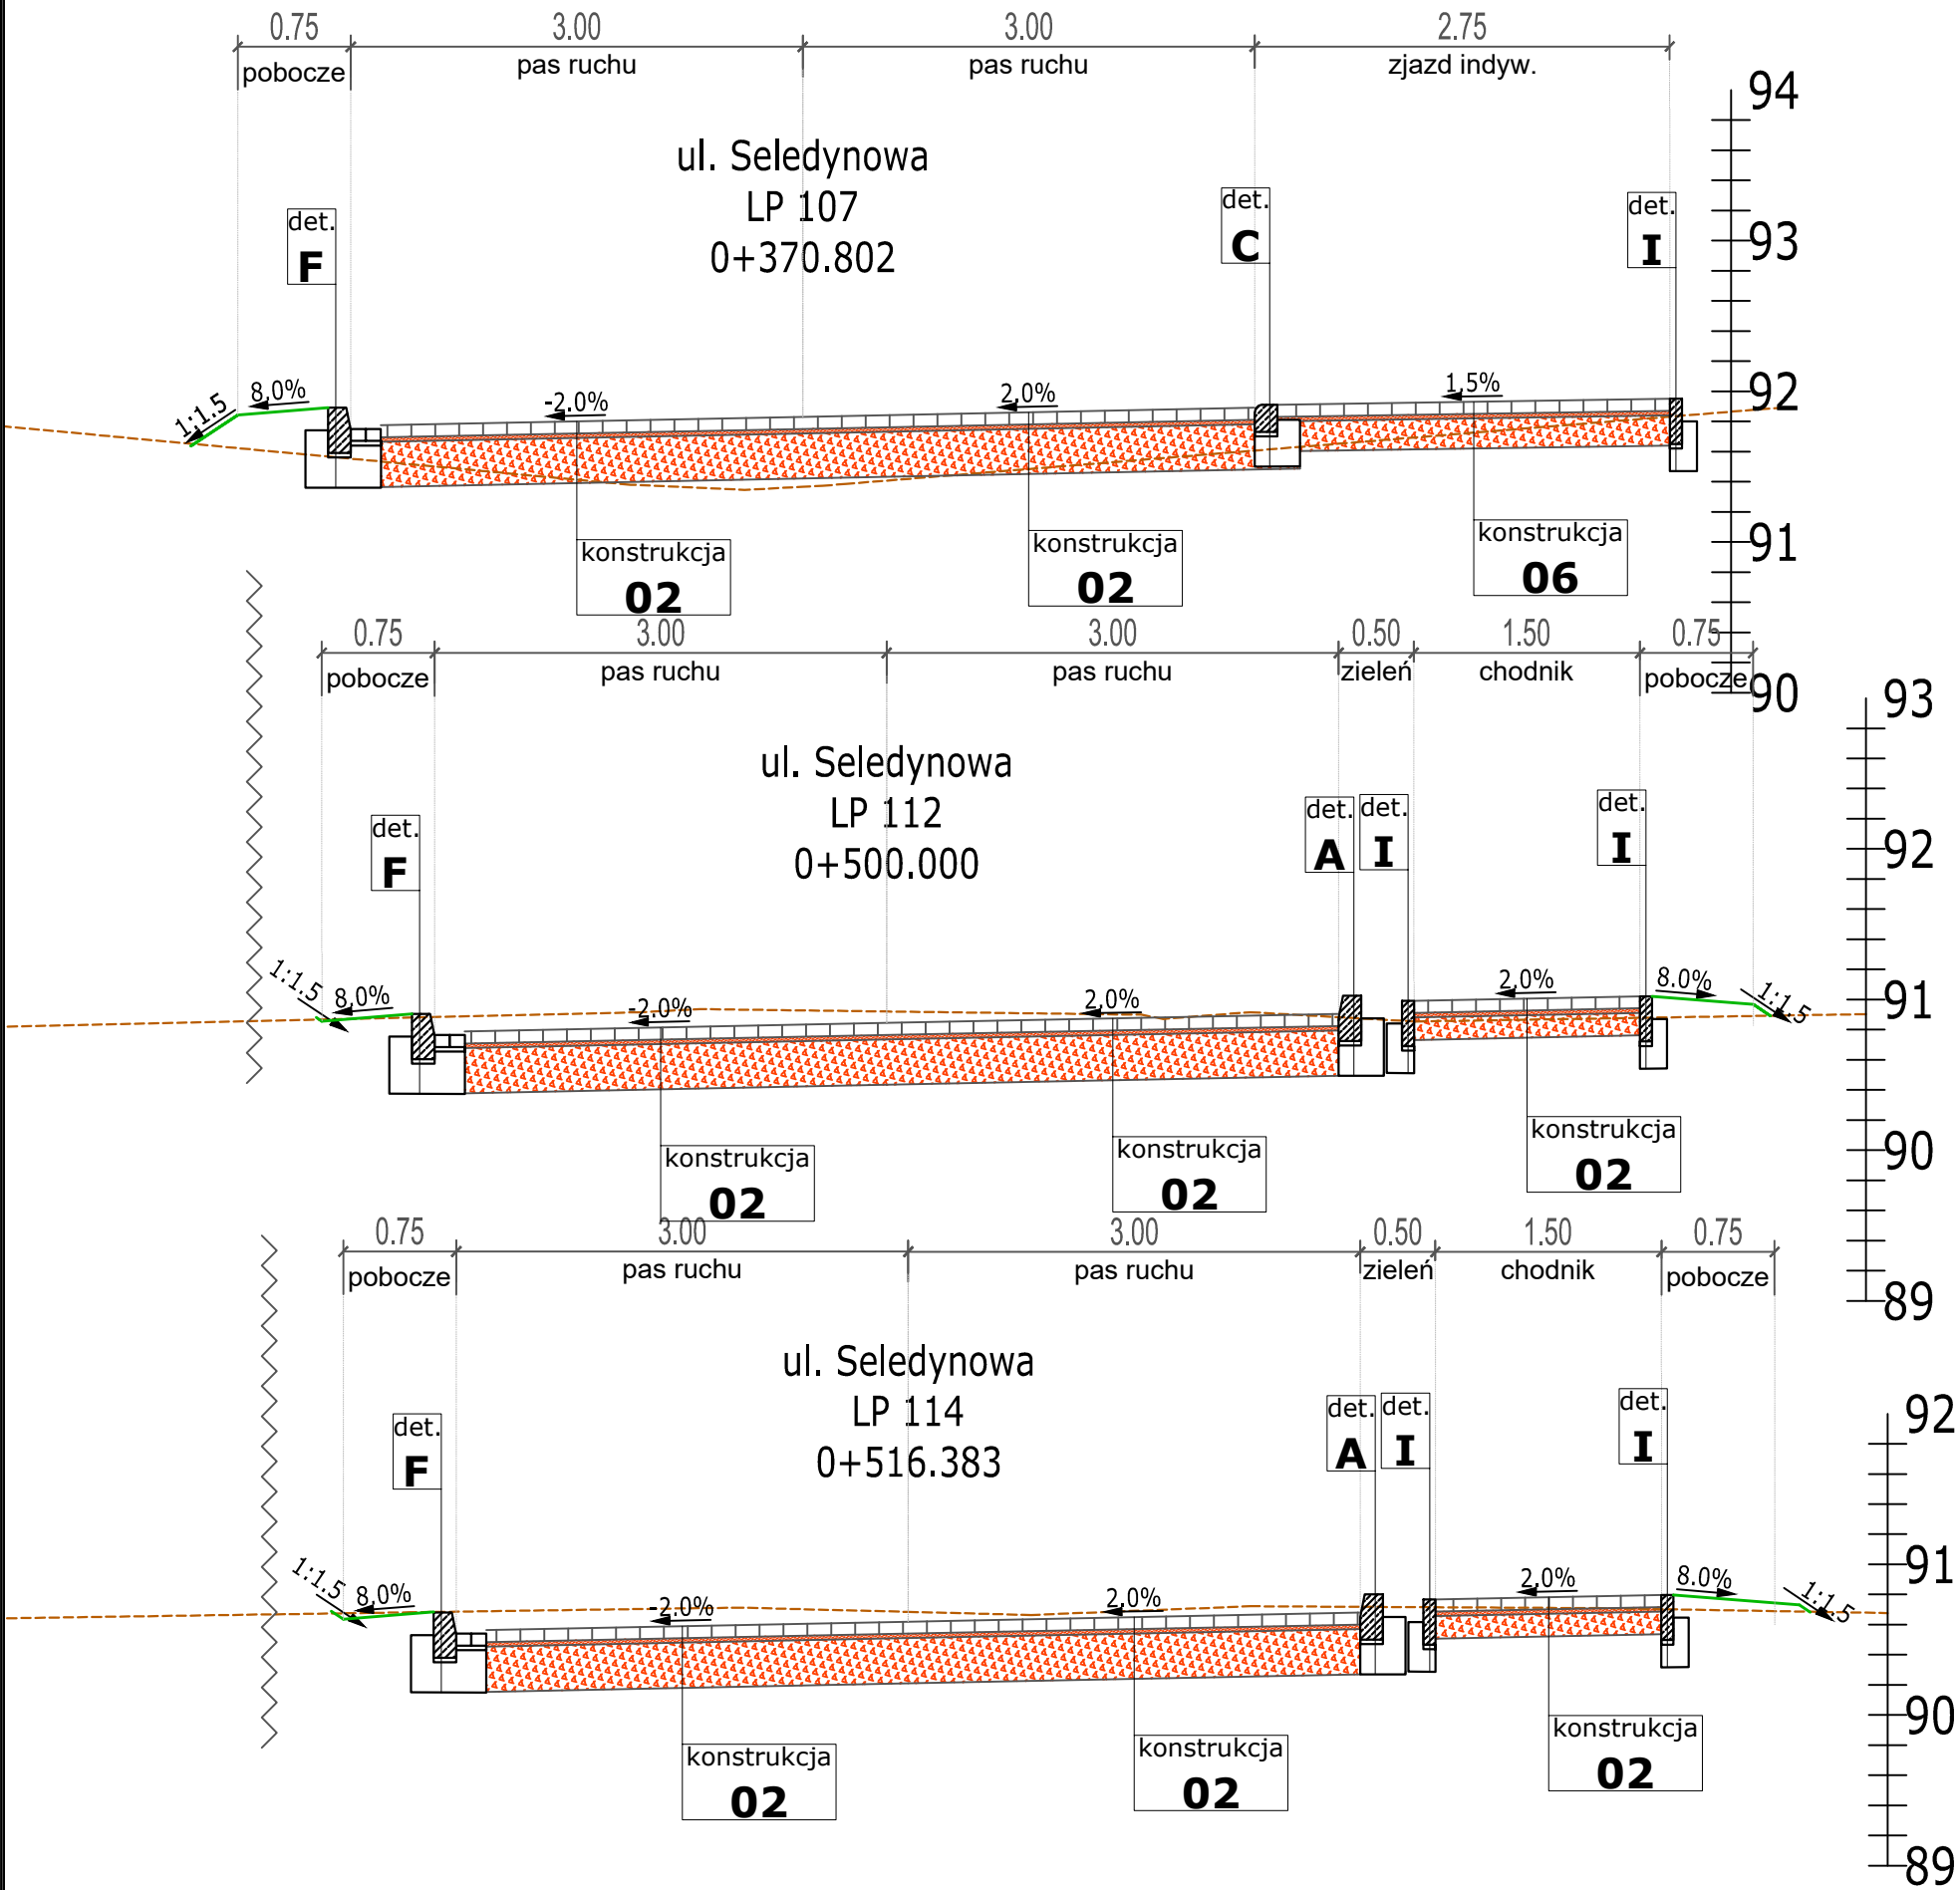 0.75 3.00 3.00 2.75
pobocze pas ruchu pas ruchu zjazd indyw.
94
ul. Seledynowa
LP 107
0+370.802
det.
F
det.
C
det.
I
93
1:1.5 8,0% -2.0% 2,0% 1,5%
92
konstrukcja
02
konstrukcja
02
konstrukcja
06
91
90
0.75 3.00 3.00 0.50 1.50 0.75
pobocze pas ruchu pas ruchu zieleń chodnik pobocze
93
ul. Seledynowa
LP 112
0+500.000
det.
F
det.
A
det.
I
det.
I
92
1:1.5 8,0% -2.0% 2,0% 2,0% 8.0% 1:1.5
91
konstrukcja
02
konstrukcja
02
konstrukcja
02
90
89
0.75 3.00 3.00 0.50 1.50 0.75
pobocze pas ruchu pas ruchu zieleń chodnik pobocze
ul. Seledynowa
LP 114
0+516.383
det.
F
det.
A
det.
I
det.
I
92
91
1:1.5 8,0% -2.0% 2,0% 2,0% 8.0% 1:1.5
konstrukcja
02
konstrukcja
02
konstrukcja
02
90
89